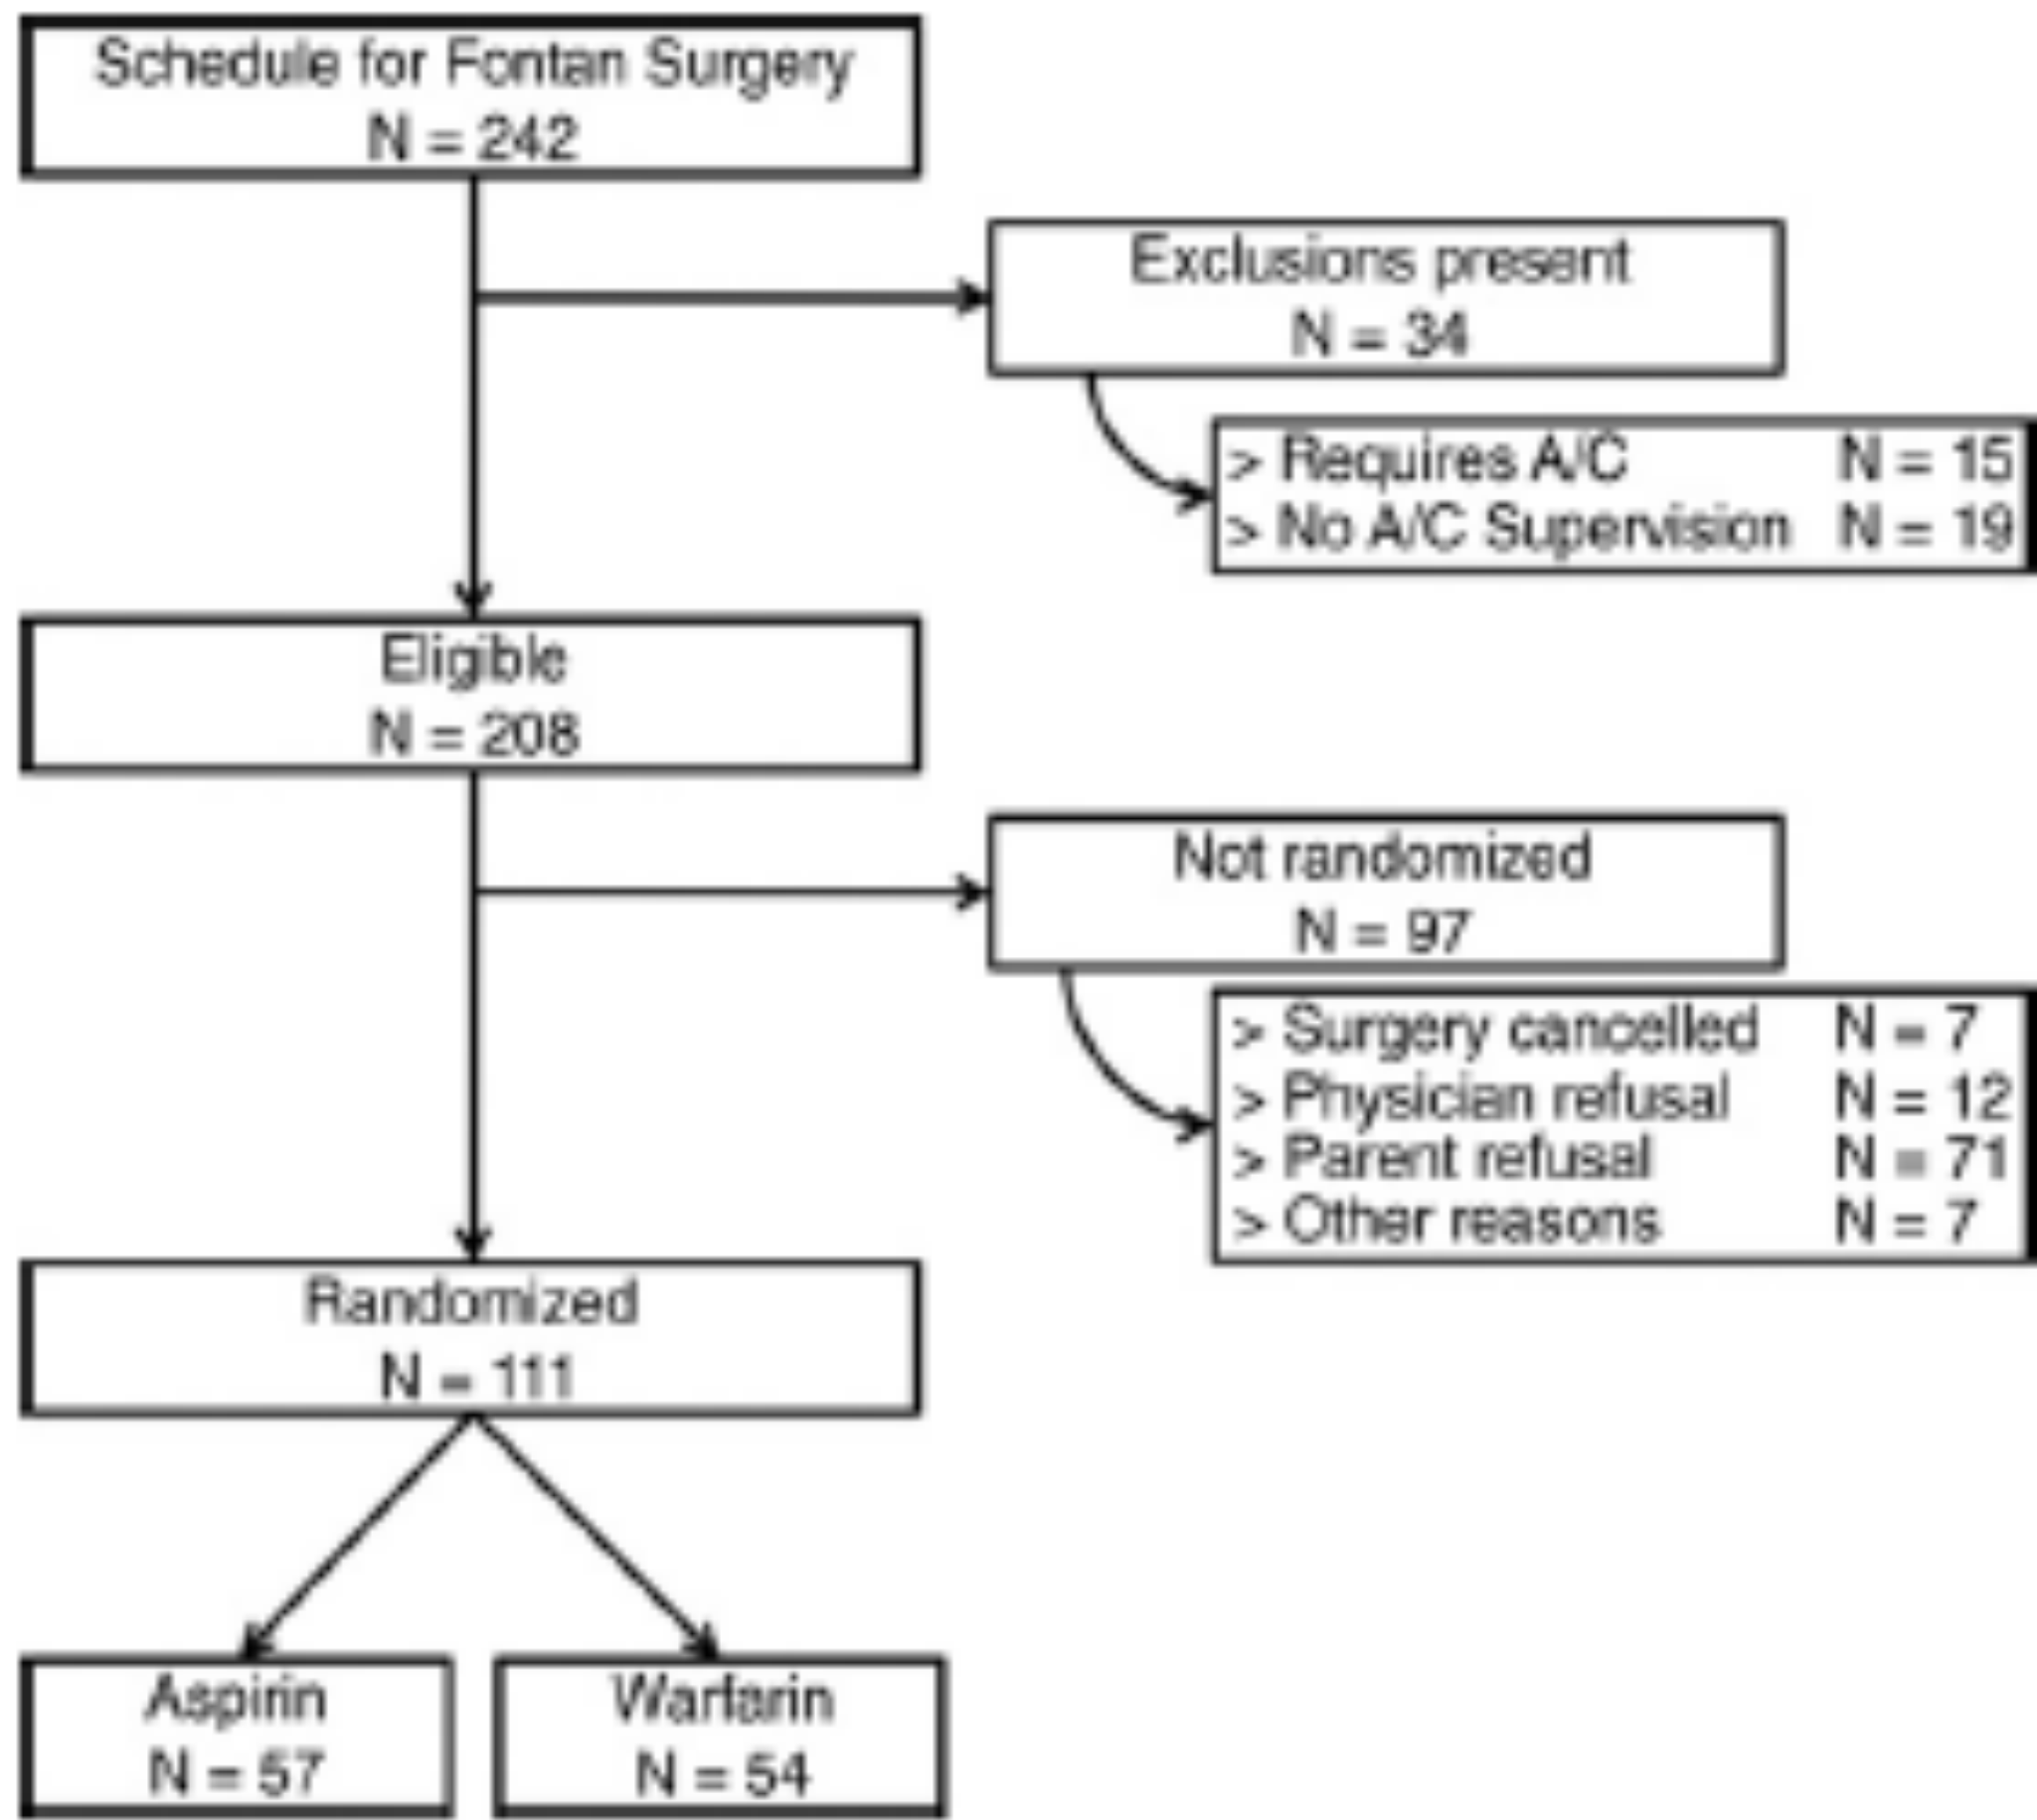 Schedule for Fontan Surgery
N = 242
Exclusions present
N = 34
> Requires A/C N = 15
> No A/C Supervision N = 19
Eligible
N = 208
Not randomized
N = 97
> Surgery cancelled N = 7
> Physician refusal N = 12
> Parent refusal N = 71
> Other reasons N = 7
Randomized
N = 111
Aspirin
N = 57
Warfarin
N = 54